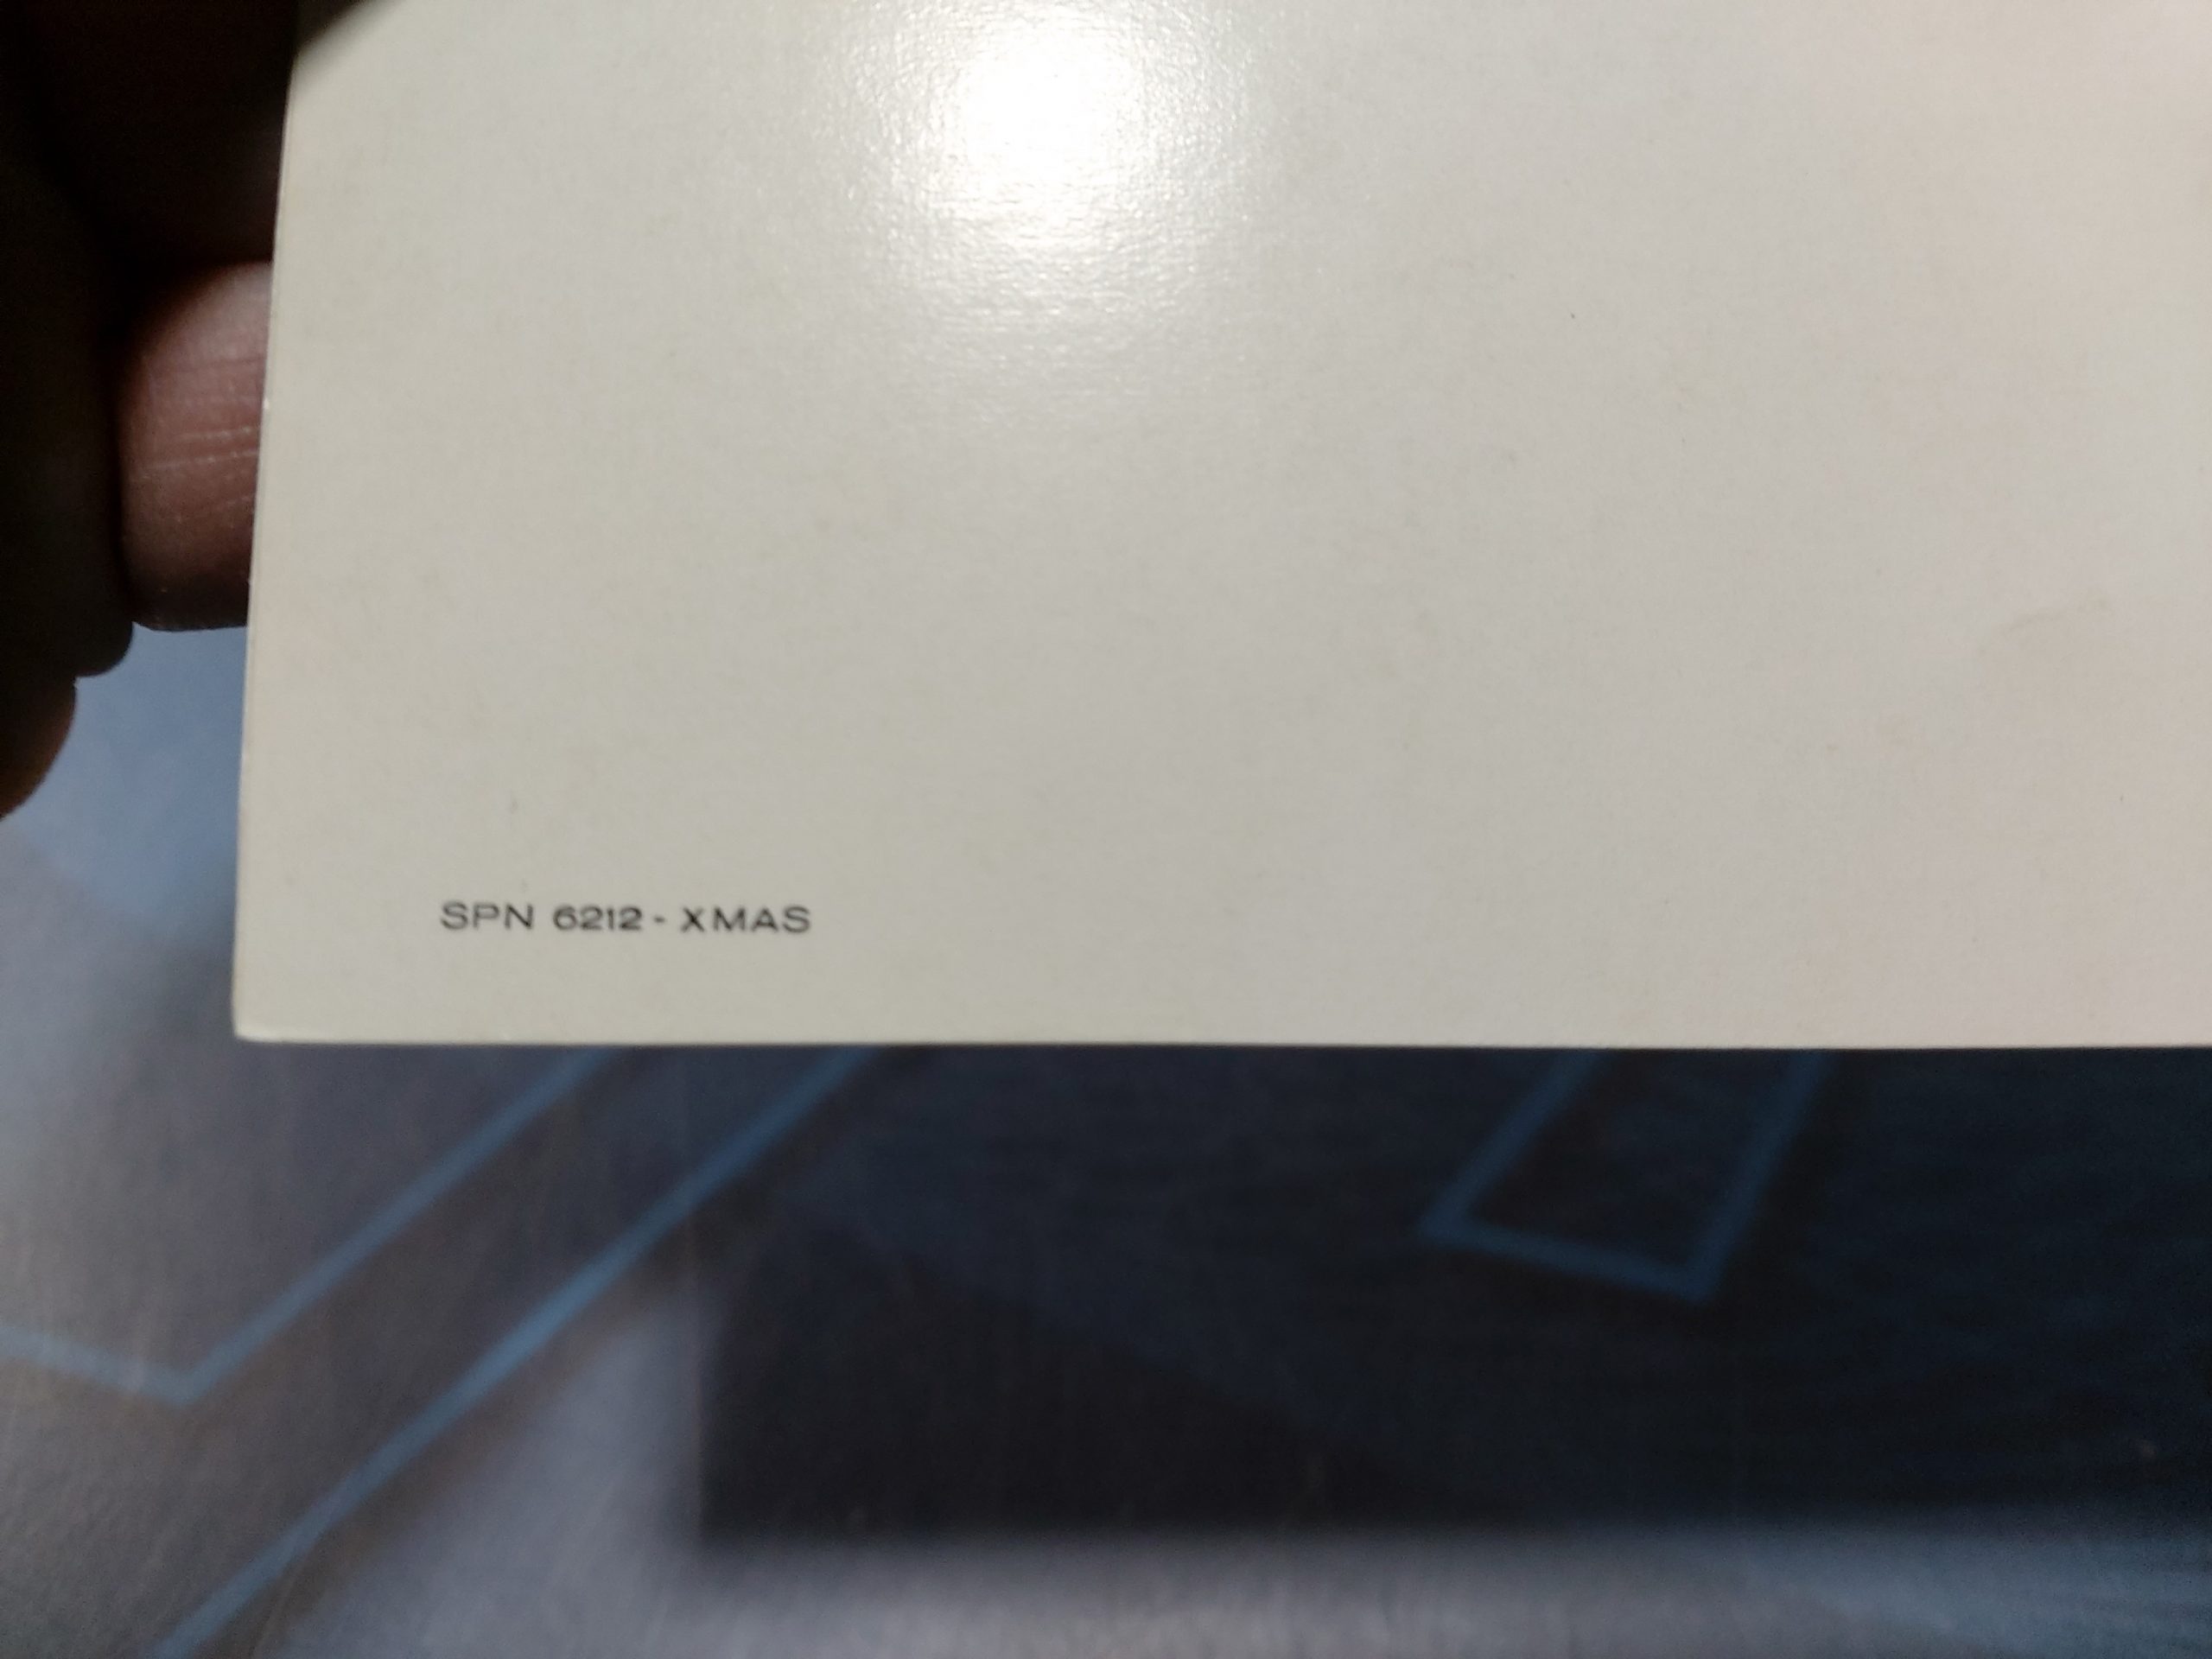 SPN 6212 - XMAS